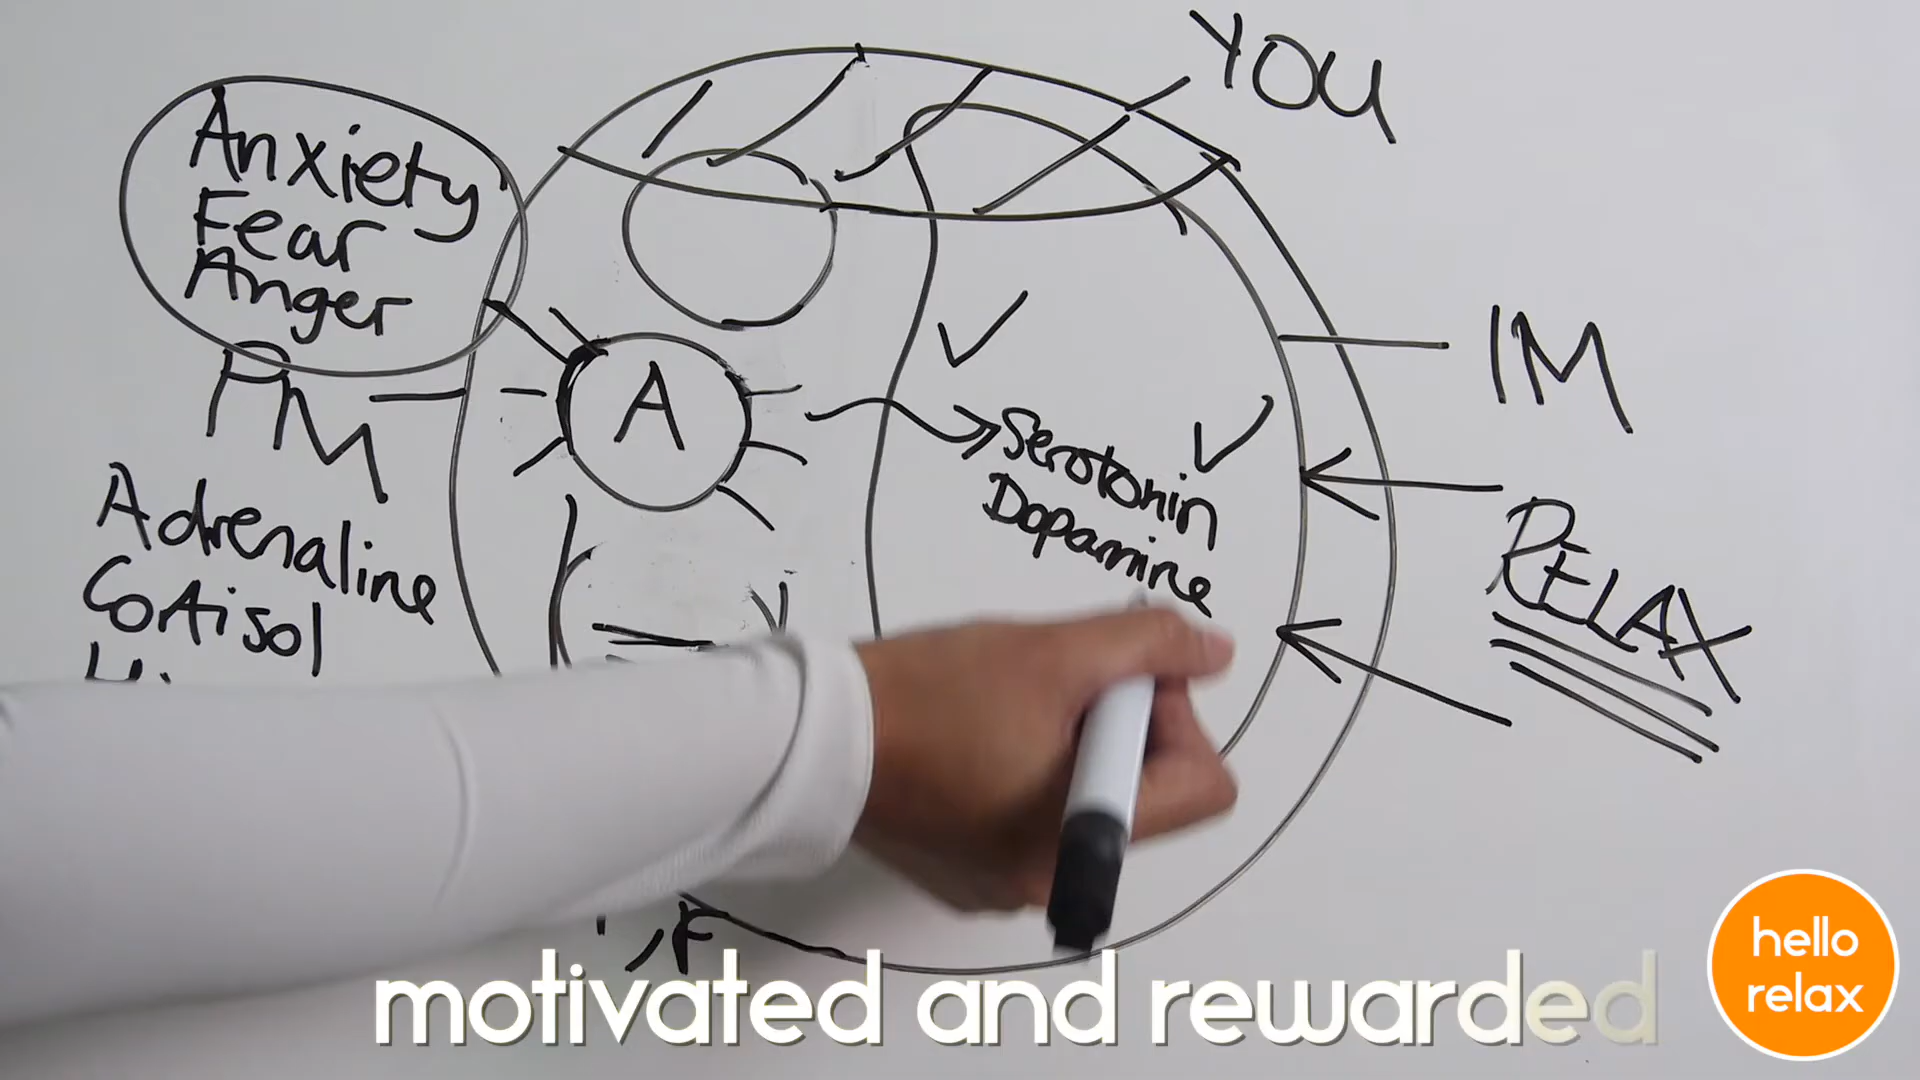 YOU
Anxiety
Fear
Anger
PM
A
IM
Serotonin
Dopamine
Adrenaline
Cortisol
RELAX
motivated and rewarded
hello
relax